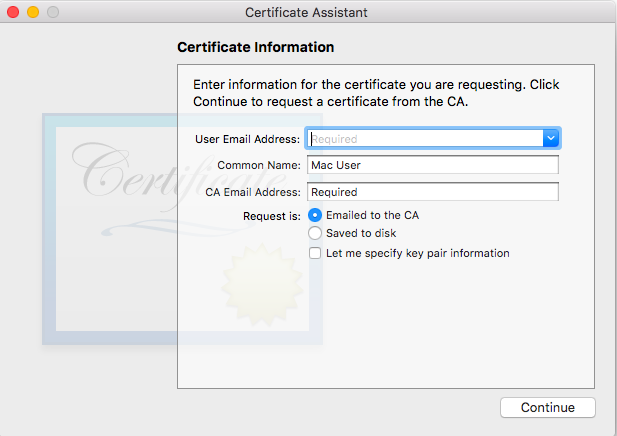 Certificate Assistant
Certificate Information
Enter information for the certificate you are requesting. Click
Continue to request a certificate from the CA.
Certificate
User Email Address: Required
Common Name: Mac User
CA Email Address: Required
Request is: Emailed to the CA
Saved to disk
Let me specify key pair information
Continue